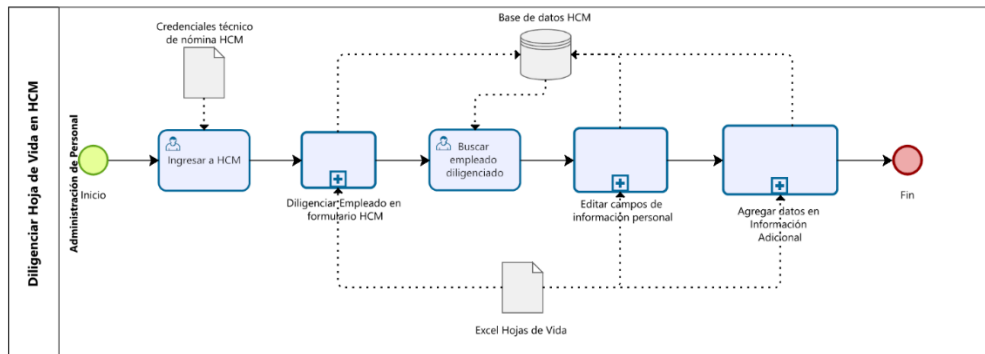 Diligenciar Hoja de Vida en HCM
Administración de Personal
Credenciales técnico
de nómina HCM
Base de datos HCM
Inicio
Ingresar a HCM
Diligenciar Empleado en
formulario HCM
Buscar
empleado
diligenciado
Editar campos de
información personal
Agregar datos en
Información
Adicional
Fin
Excel Hojas de Vida